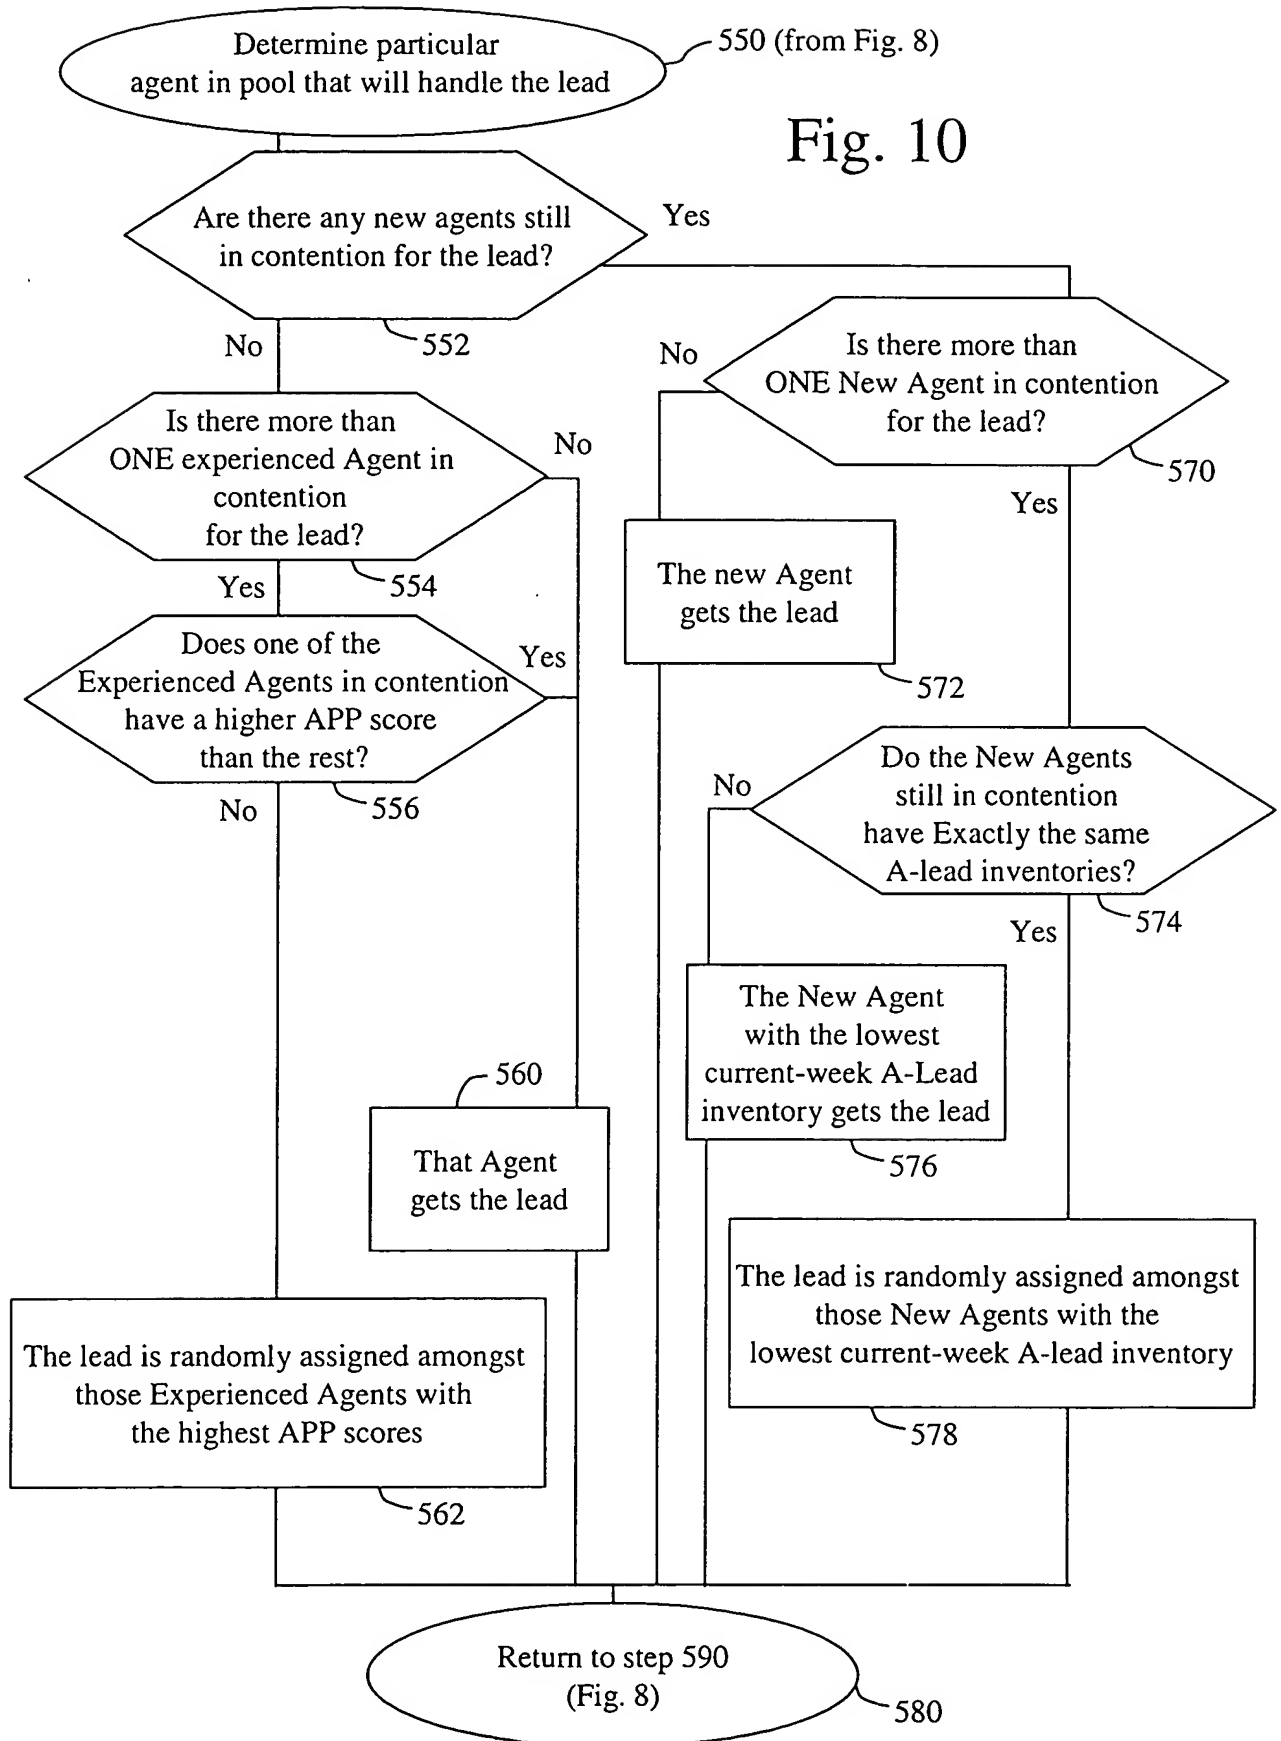 Determine particular
agent in pool that will handle the lead
550 (from Fig. 8)
Fig. 10
Are there any new agents still
in contention for the lead?
Yes
No
552
Is there more than
ONE New Agent in contention
for the lead?
No
570
Yes
Is there more than
ONE experienced Agent in
contention
for the lead?
No
554
Yes
The new Agent
gets the lead
572
Does one of the
Experienced Agents in contention
have a higher APP score
than the rest?
Yes
556
No
Do the New Agents
still in contention
have Exactly the same
A-lead inventories?
No
574
Yes
The New Agent
with the lowest
current-week A-Lead
inventory gets the lead
576
560
That Agent
gets the lead
The lead is randomly assigned amongst
those New Agents with the
lowest current-week A-lead inventory
578
The lead is randomly assigned amongst
those Experienced Agents with
the highest APP scores
562
Return to step 590
(Fig. 8)
580